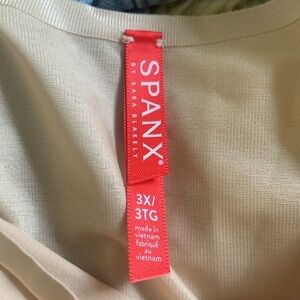 SPANX®
BY SARA BLAKELY
3X/
3TG
made in
vietnam
fabriqué
au
vietnam